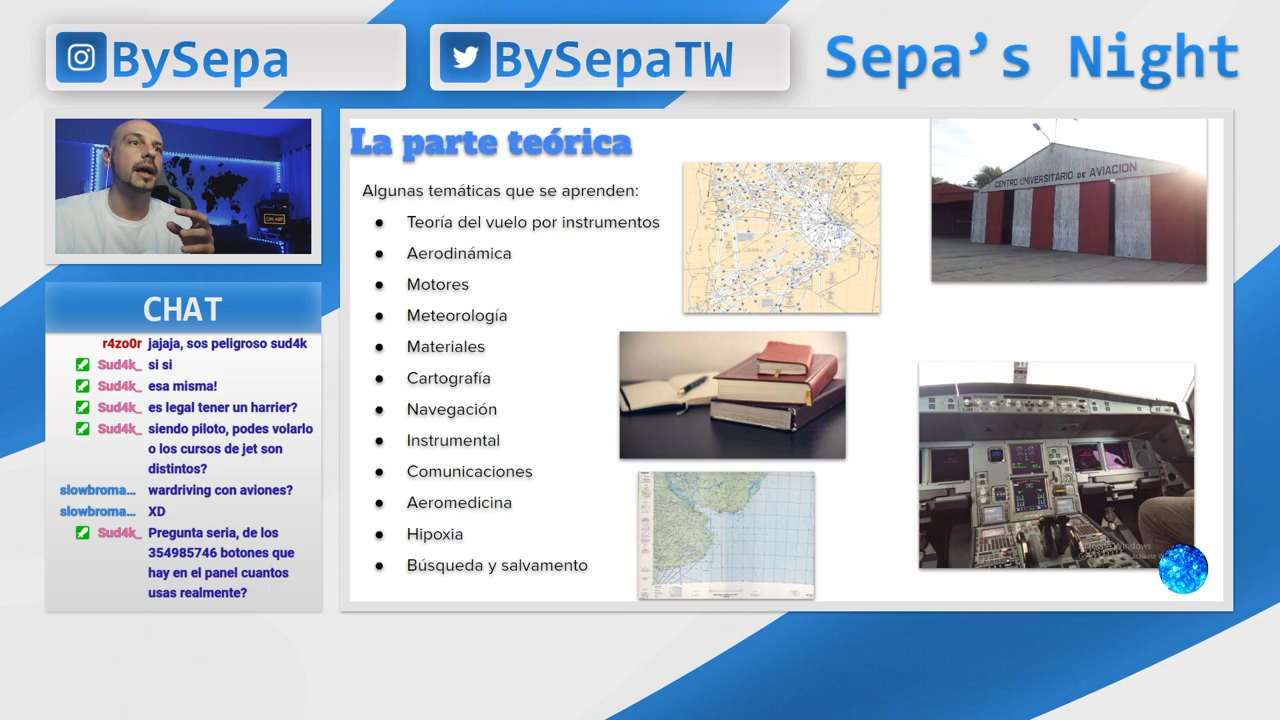 BySepa
BySepaTW
Sepa’s Night
La parte teórica
Algunas temáticas que se aprenden:
● Teoría del vuelo por instrumentos
● Aerodinámica
● Motores
● Meteorología
● Materiales
● Cartografía
● Navegación
● Instrumental
● Comunicaciones
● Aeromedicina
● Hipoxia
● Búsqueda y salvamento
CENTRO UNIVERSITARIO DE AVIACION
CHAT
r4zo0r jajaja, sos peligroso sud4k
Sud4k_ si si
Sud4k_ esa misma!
Sud4k_ es legal tener un harrier?
Sud4k_ siendo piloto, podes volarlo
o los cursos de jet son
distintos?
slowbroma... wardriving con aviones?
slowbroma... XD
Sud4k_ Pregunta seria, de los
354985746 botones que
hay en el panel cuantos
usas realmente?